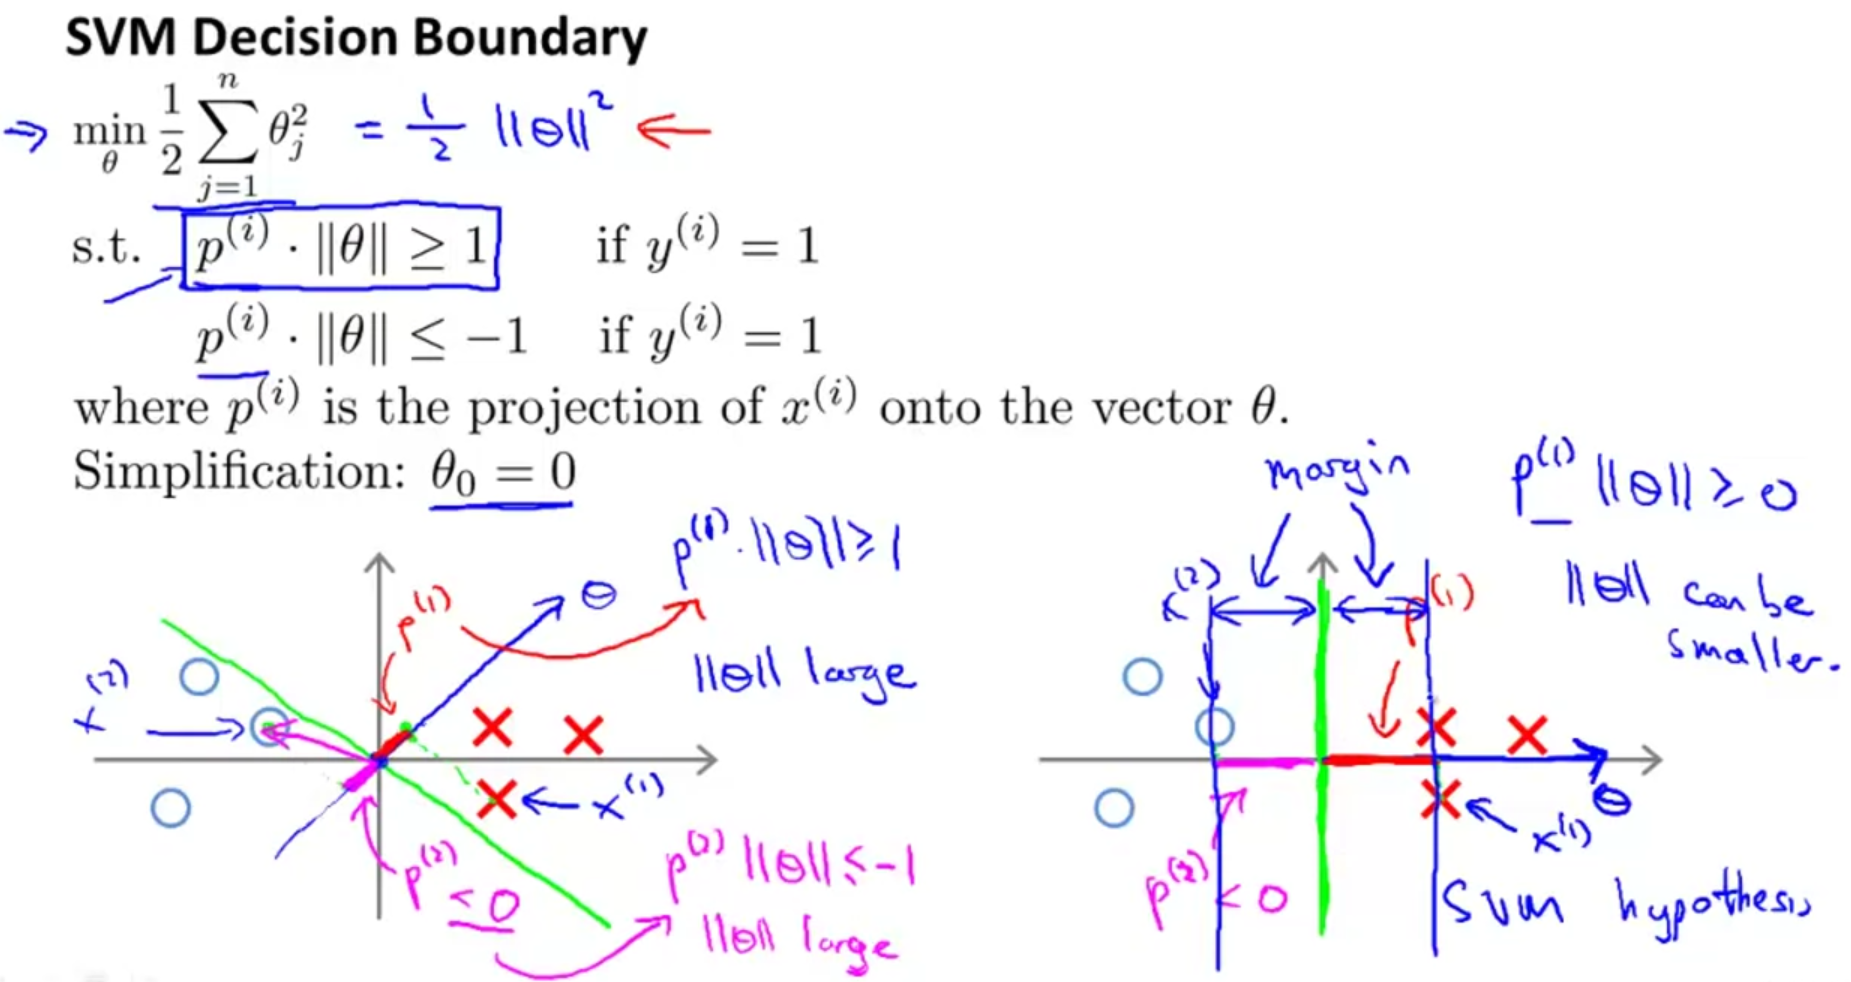 SVM Decision Boundary
⇒ min_θ 1/2 Σ_{j=1}^{n} θ_j^2 = 1/2 ||θ||^2 ←
s.t. p^(i) · ‖θ‖ ≥ 1 if y^(i) = 1
p^(i) · ‖θ‖ ≤ −1 if y^(i) = 1
where p^(i) is the projection of x^(i) onto the vector θ.
Simplification: θ_0 = 0
p^(1) · ||θ|| ≥ 1
θ
p^(1)
||θ|| large
x^(2)
x^(1)
p^(2) < 0
p^(2) ||θ|| ≤ -1
||θ|| large
margin
p^(1) ||θ|| ≥ 0
||θ|| can be
smaller.
x^(2)
p^(1)
θ
x^(1)
p^(2) < 0
SVM hypothesis